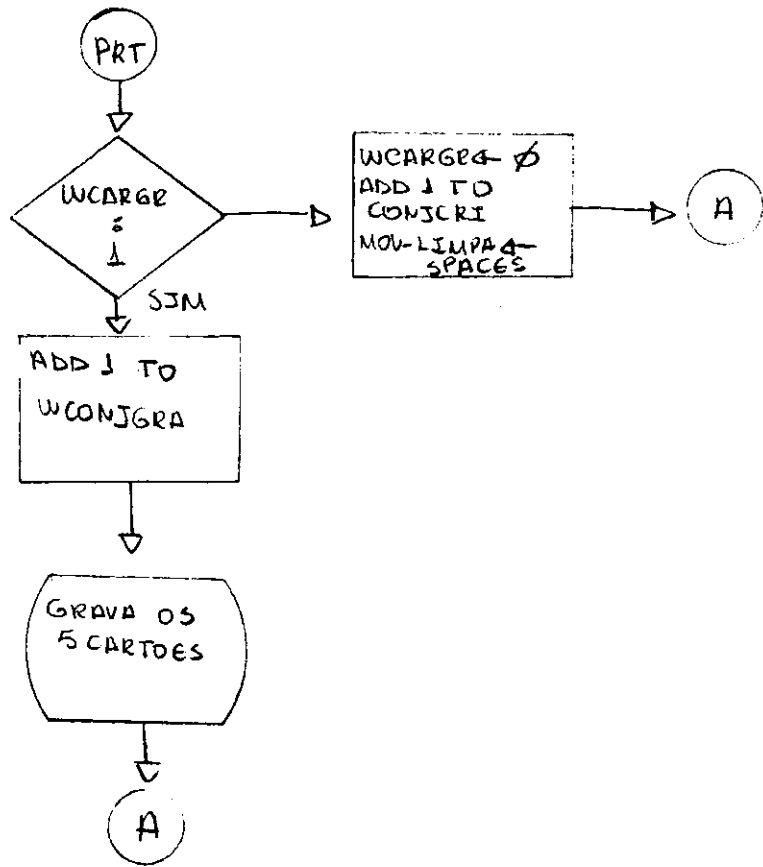 PRT
WCARGR
:
1
SIM
WCARGR← Ø
ADD 1 TO
CONJCRI
MOV-LIMPA←
SPACES
A
ADD 1 TO
WCONJGRA
GRAVA OS
5 CARTOES
A